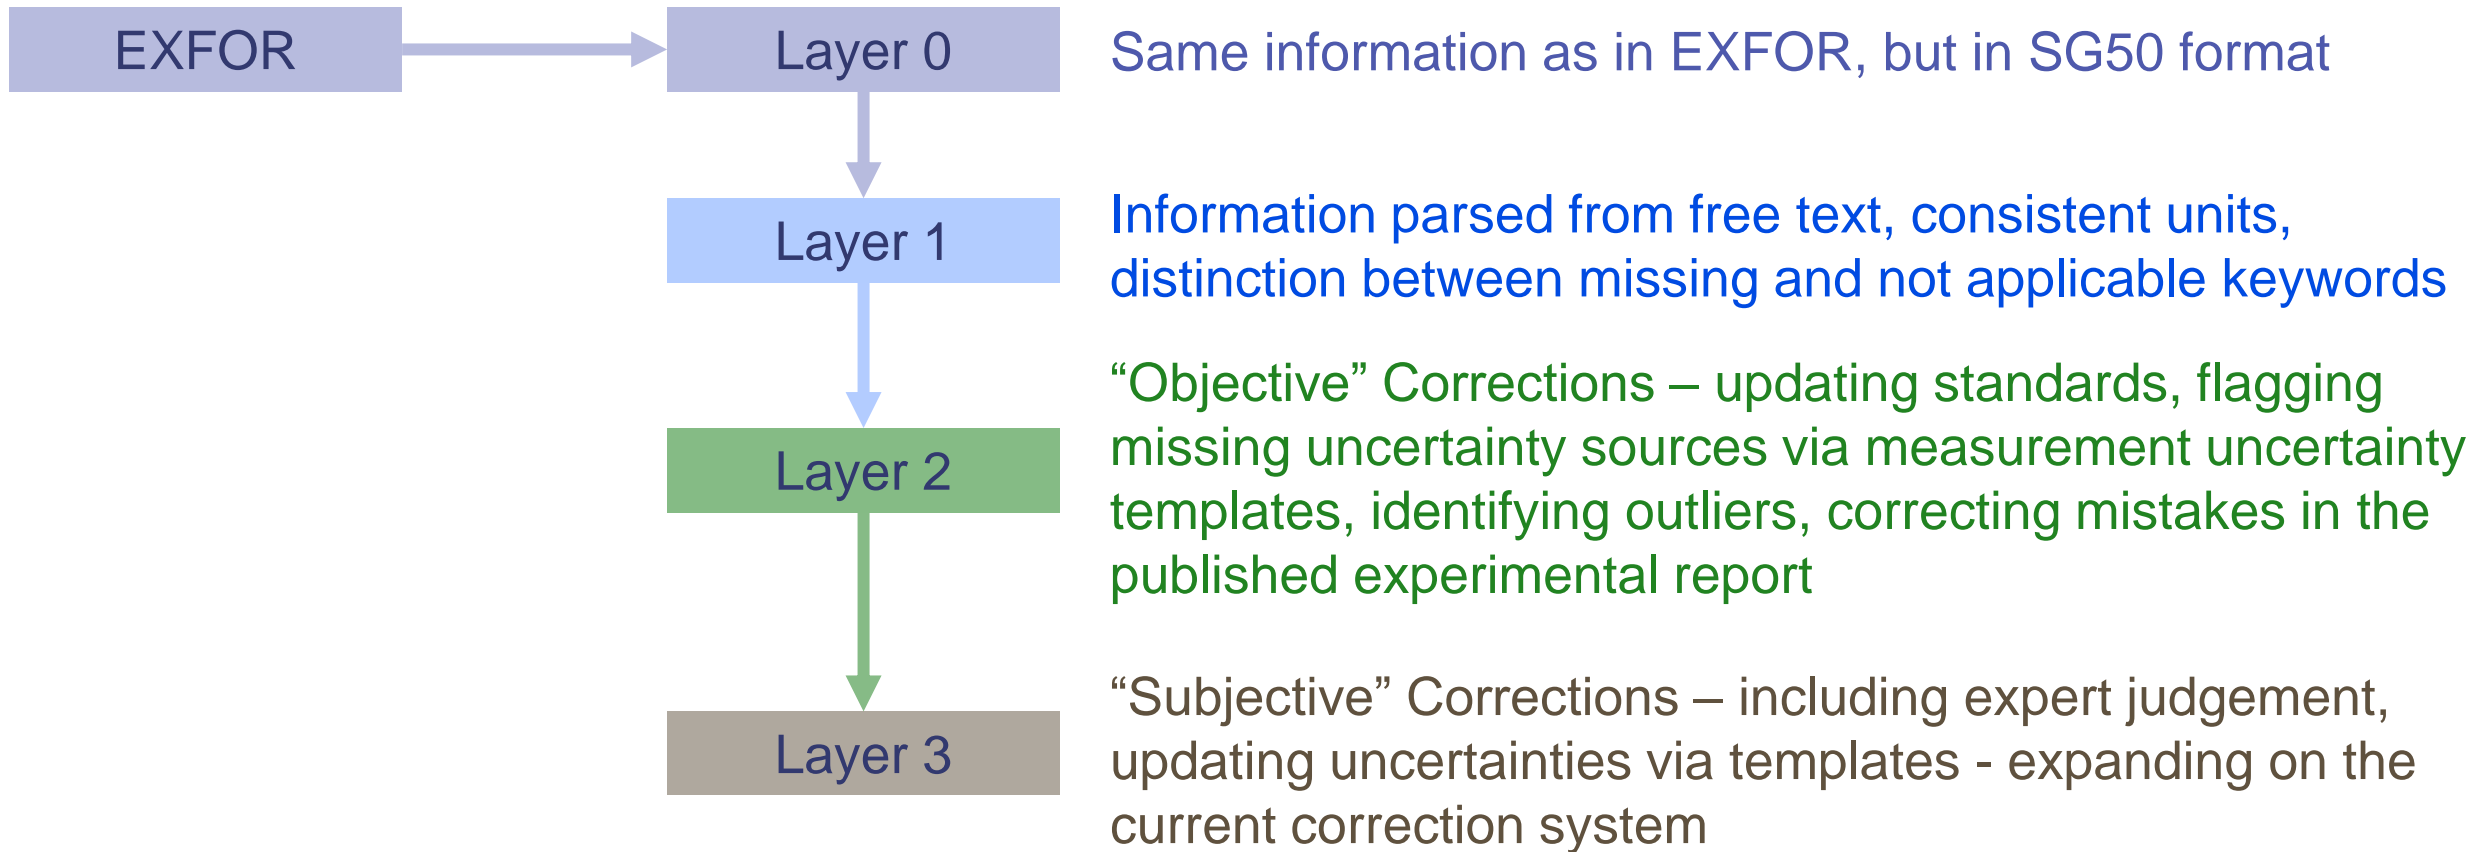 EXFOR
Layer 0
Same information as in EXFOR, but in SG50 format
Layer 1
Information parsed from free text, consistent units,
distinction between missing and not applicable keywords
Layer 2
“Objective” Corrections – updating standards, flagging
missing uncertainty sources via measurement uncertainty
templates, identifying outliers, correcting mistakes in the
published experimental report
Layer 3
“Subjective” Corrections – including expert judgement,
updating uncertainties via templates - expanding on the
current correction system